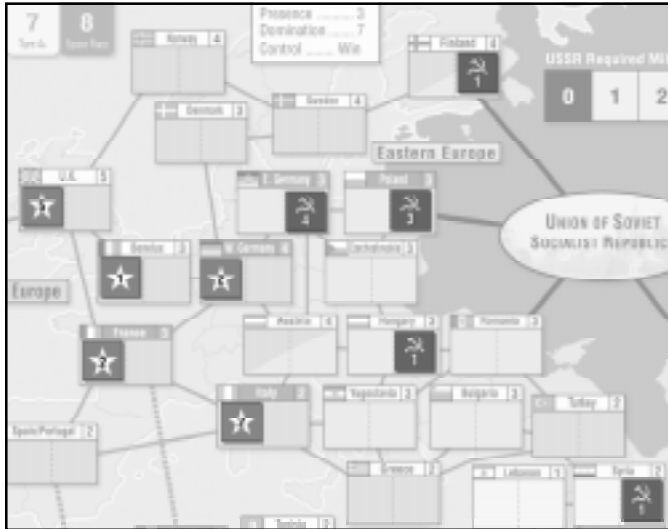 7
8
Presence ........ 3
Domination ..... 7
Control ..... Win
Norway 4
Finland 4
1
USSR Required Mil
0 1 2
Denmark 3
Sweden 4
Eastern Europe
U.K. 5
E. Germany 3
4
Poland 3
3
UNION OF SOVIET
SOCIALIST REPUBLIC
Benelux 3
1
W. Germany 4
3
Europe
Austria 4
Hungary 3
1
Romania 3
France 3
Italy 2
Yugoslavia 3
Bulgaria 3
Turkey 2
Spain/Portugal 2
Greece 2
Lebanon 1
Syria 2
1
Tunisia 2